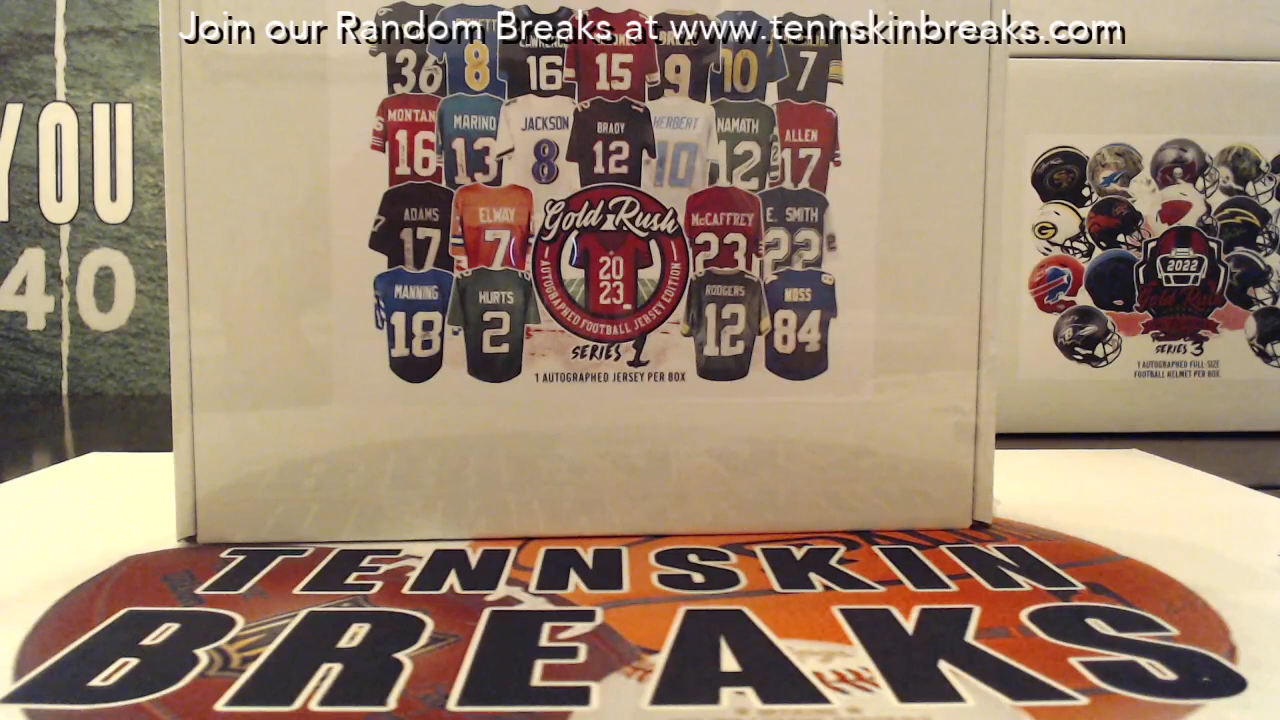 Join our Random Breaks at www.tennskinbreaks.com
36 8 16 15 9 10 7
MONTAN MARINO JACKSON BRADY HERBERT NAMATH ALLEN
16 13 8 12 10 12 17
ADAMS ELWAY McCAFFREY E. SMITH
17 7 23 22
Gold Rush
20
23
AUTOGRAPHED FOOTBALL JERSEY EDITION
MANNING HURTS RODGERS MOSS
18 2 12 84
SERIES
1 AUTOGRAPHED JERSEY PER BOX
YOU
40
2022
Gold Rush
SERIES 3
1 AUTOGRAPHED FULL-SIZE
FOOTBALL HELMET PER BOX
TENNSKIN
BREAKS